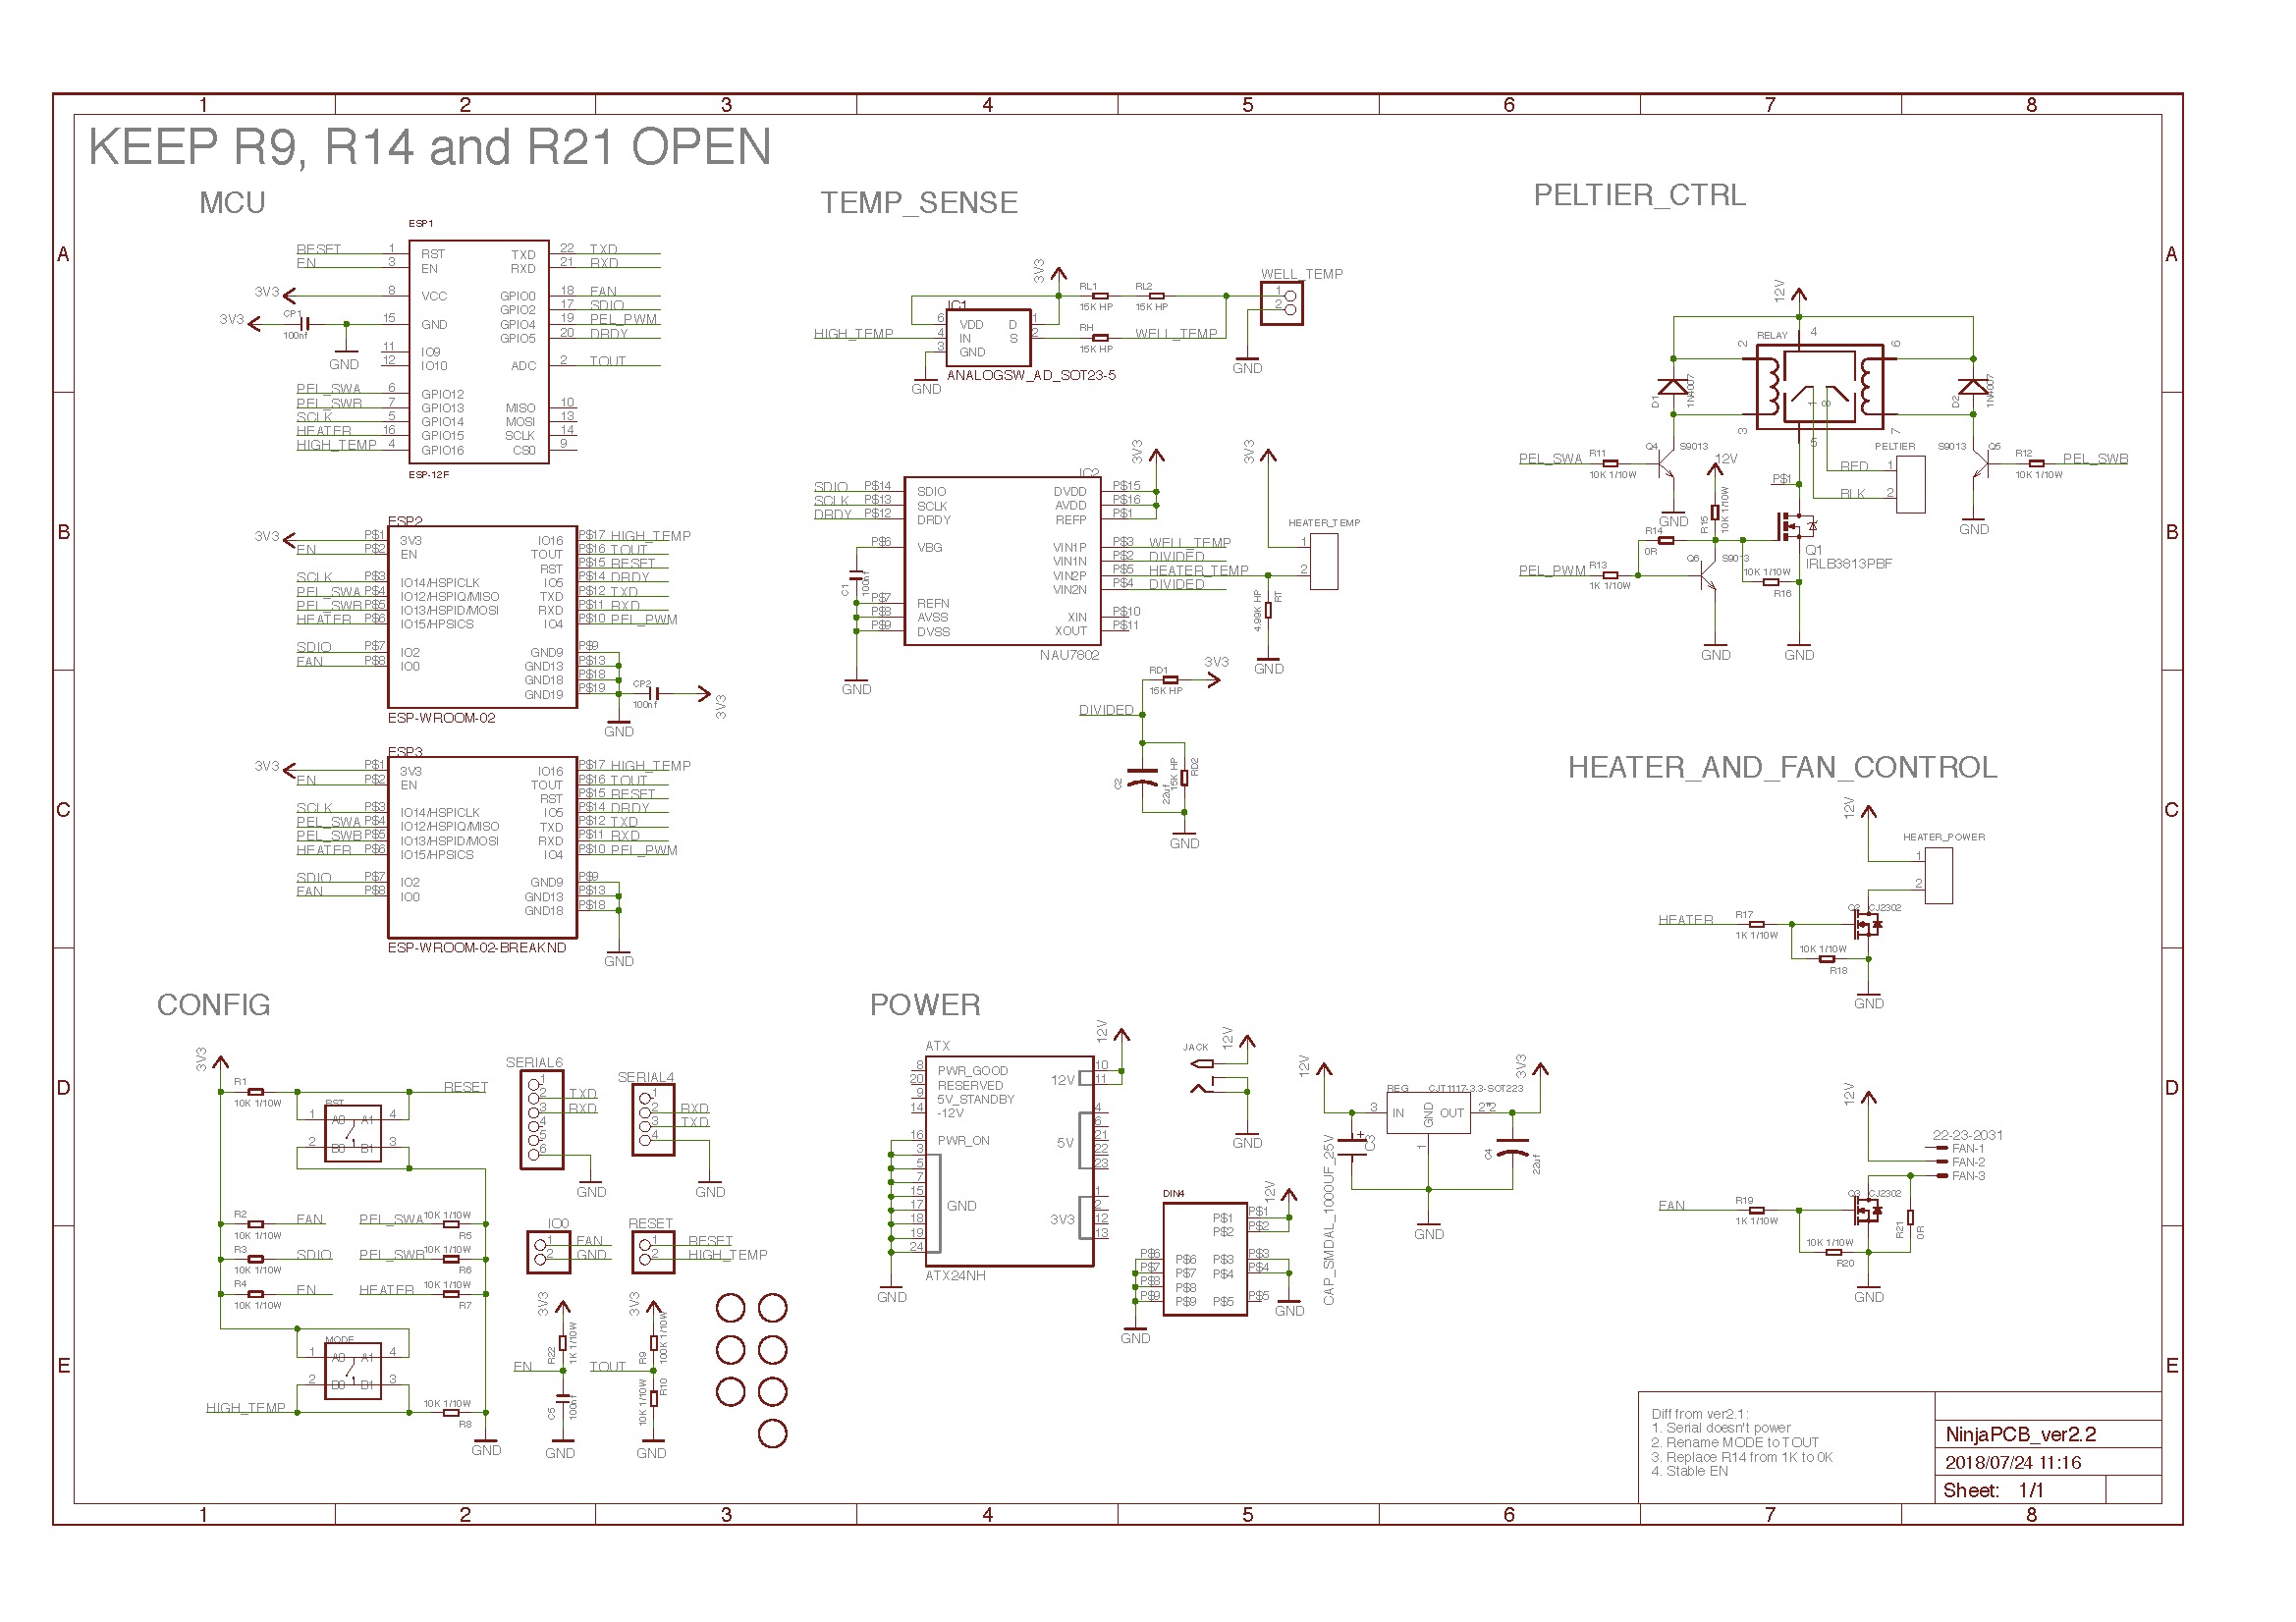 1 2 3 4 5 6 7 8
A
B
C
D
E
KEEP R9, R14 and R21 OPEN
MCU
ESP1
RESET 1 RST TXD 22 TXD
EN 3 EN RXD 21 RXD
3V3 8 VCC GPIO0 18 FAN
GPIO2 17 SDIO
3V3 CP1 100nf 15 GND GPIO4 19 PEL_PWM
GPIO5 20 DRDY
11 IO9
GND 12 IO10 ADC 2 TOUT
PEL_SWA 6 GPIO12
PEL_SWB 7 GPIO13 MISO 10
SCLK 5 GPIO14 MOSI 13
HEATER 16 GPIO15 SCLK 14
HIGH_TEMP 4 GPIO16 CS0 9
ESP-12F
ESP2
3V3 P$1 3V3 IO16 P$17 HIGH_TEMP
EN P$2 EN TOUT P$16 TOUT
RST P$15 RESET
SCLK P$3 IO14/HSPICLK IO5 P$14 DRDY
PEL_SWA P$4 IO12/HSPIQ/MISO TXD P$12 TXD
PEL_SWB P$5 IO13/HSPID/MOSI RXD P$11 RXD
HEATER P$6 IO15/HPSICS IO4 P$10 PEL_PWM
SDIO P$7 IO2 GND9 P$9
FAN P$8 IO0 GND13 P$13
GND18 P$18
GND19 P$19 CP2 100nf 3V3
ESP-WROOM-02 GND
ESP3
3V3 P$1 3V3 IO16 P$17 HIGH_TEMP
EN P$2 EN TOUT P$16 TOUT
RST P$15 RESET
SCLK P$3 IO14/HSPICLK IO5 P$14 DRDY
PEL_SWA P$4 IO12/HSPIQ/MISO TXD P$12 TXD
PEL_SWB P$5 IO13/HSPID/MOSI RXD P$11 RXD
HEATER P$6 IO15/HPSICS IO4 P$10 PEL_PWM
SDIO P$7 IO2 GND9 P$9
FAN P$8 IO0 GND13 P$13
GND18 P$18
ESP-WROOM-02-BREAKND GND
TEMP_SENSE
3V3 WELL_TEMP
IC1 RL1 RL2 1
15K HP 15K HP 2
6 VDD D 1
HIGH_TEMP 4 IN S 2 RH WELL_TEMP
3 GND 15K HP
GND ANALOGSW_AD_SOT23-5 GND
3V3 3V3
IC2
SDIO P$14 SDIO DVDD P$15
SCLK P$13 SCLK AVDD P$16
DRDY P$12 DRDY REFP P$1
HEATER_TEMP
P$6 VBG VIN1P P$3 WELL_TEMP 1
VIN1N P$2 DIVIDED
C1 100nf VIN2P P$5 HEATER_TEMP 2
VIN2N P$4 DIVIDED
P$7 REFN RT 4.99K HP
P$8 AVSS XIN P$10
P$9 DVSS XOUT P$11
NAU7802
GND GND
RD1 3V3
15K HP
DIVIDED
C2 22uf 15K HP RD2
GND
PELTIER_CTRL
12V
RELAY 4
2 6
D1 1N4007 1 8 D2 1N4007
3 5 7
PEL_SWA R11 Q4 S9013 12V PELTIER S9013 Q5 R12 PEL_SWB
10K 1/10W RED 1 10K 1/10W
P$1
BLK 2
GND R15 10K 1/10W GND
R14
0R Q6 S9013 Q1
IRLB3813PBF
PEL_PWM R13 10K 1/10W
1K 1/10W R16
GND GND
HEATER_AND_FAN_CONTROL
12V HEATER_POWER
1
2
HEATER R17 Q2 CJ2302
1K 1/10W 10K 1/10W
R18
GND
12V
22-23-2031
FAN-1
FAN-2
FAN-3
FAN R19 Q3 CJ2302
1K 1/10W R21 0R
10K 1/10W
R20
GND
CONFIG
3V3
R1 RESET
10K 1/10W RST
1 A0 A1 4
2 B0 B1 3
R2 FAN PEL_SWA 10K 1/10W
10K 1/10W R5
R3 SDIO PEL_SWB 10K 1/10W
10K 1/10W R6
R4 EN HEATER 10K 1/10W
10K 1/10W R7
MODE
1 A0 A1 4
2 B0 B1 3
HIGH_TEMP R8
GND
SERIAL6
1
2 TXD
3 RXD
4
5
6
GND
SERIAL4
1
2 RXD
3 TXD
4
GND
IO0
1 FAN
2 GND
RESET
1 RESET
2 HIGH_TEMP
3V3 3V3
R22 1K 1/10W R9 100K 1/10W
EN TOUT
C5 100nf 10K 1/10W R10
GND GND
POWER
ATX 12V
8 PWR_GOOD 10
20 RESERVED 12V 11
9 5V_STANDBY
14 -12V 4
6
16 PWR_ON 5V 21
3 22
5 23
7
15 1
17 GND 2
18 3V3 12
19 13
24
ATX24NH
GND
JACK 12V
GND
DIN4 12V
P$1 P$1
P$2 P$2
P$6 P$6 P$3 P$3
P$7 P$7 P$4 P$4
P$8 P$8
P$9 P$9 P$5 P$5
GND GND
12V 3V3
REG CJT1117-3.3-SOT223
3 IN GND OUT 2
1
C3 CAP_SMDAL_1000UF_25V
C4 22uf
GND
Diff from ver2.1:
1. Serial doesn't power
2. Rename MODE to TOUT
3. Replace R14 from 1K to 0K
4. Stable EN
NinjaPCB_ver2.2
2018/07/24 11:16
Sheet: 1/1
A
B
C
D
E
1 2 3 4 5 6 7 8